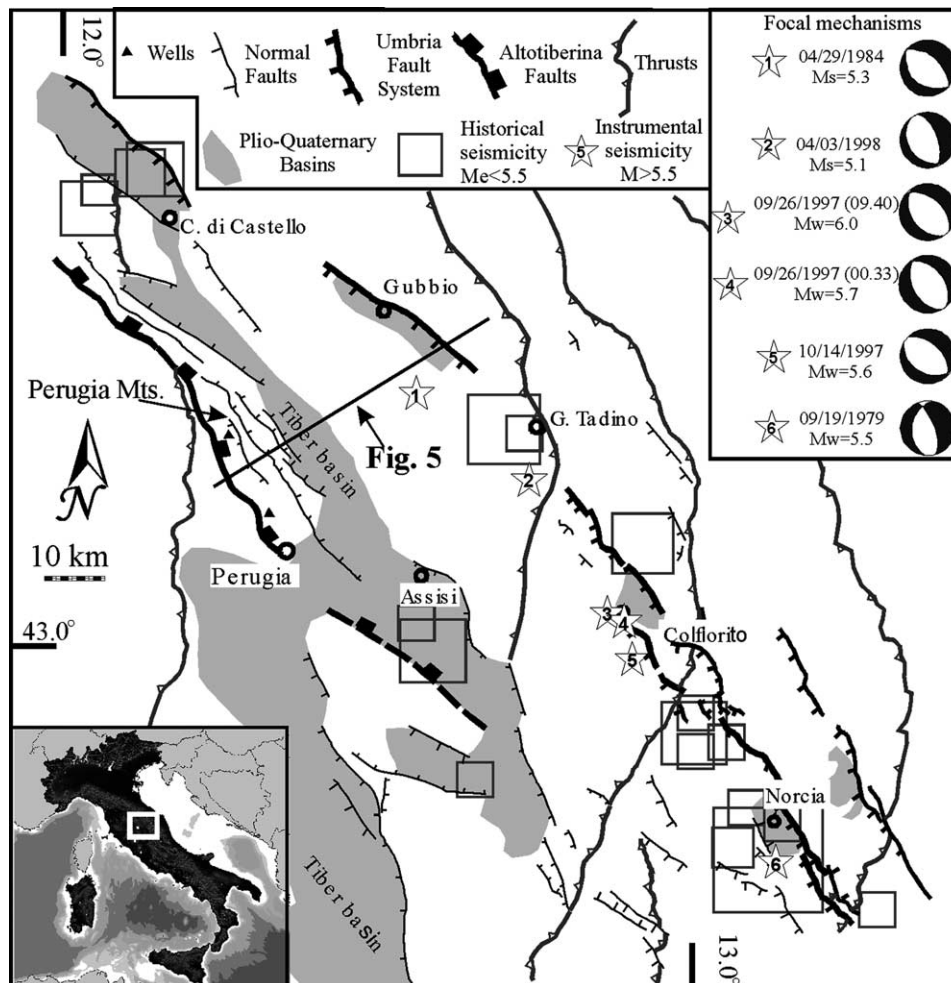 12.0°
Wells
Normal
Faults
Umbria
Fault
System
Altotiberina
Faults
Thrusts
Plio-Quaternary
Basins
Historical
seismicity
Me<5.5
5
Instrumental
seismicity
M>5.5
Focal mechanisms
1
04/29/1984
Ms=5.3
2
04/03/1998
Ms=5.1
3
09/26/1997 (09.40)
Mw=6.0
4
09/26/1997 (00.33)
Mw=5.7
5
10/14/1997
Mw=5.6
6
09/19/1979
Mw=5.5
C. di Castello
Gubbio
Perugia Mts.
1
Tiber basin
Fig. 5
G. Tadino
2
N
10 km
Perugia
Assisi
43.0°
3
4
5
Colfiorito
Norcia
6
Tiber basin
13.0°